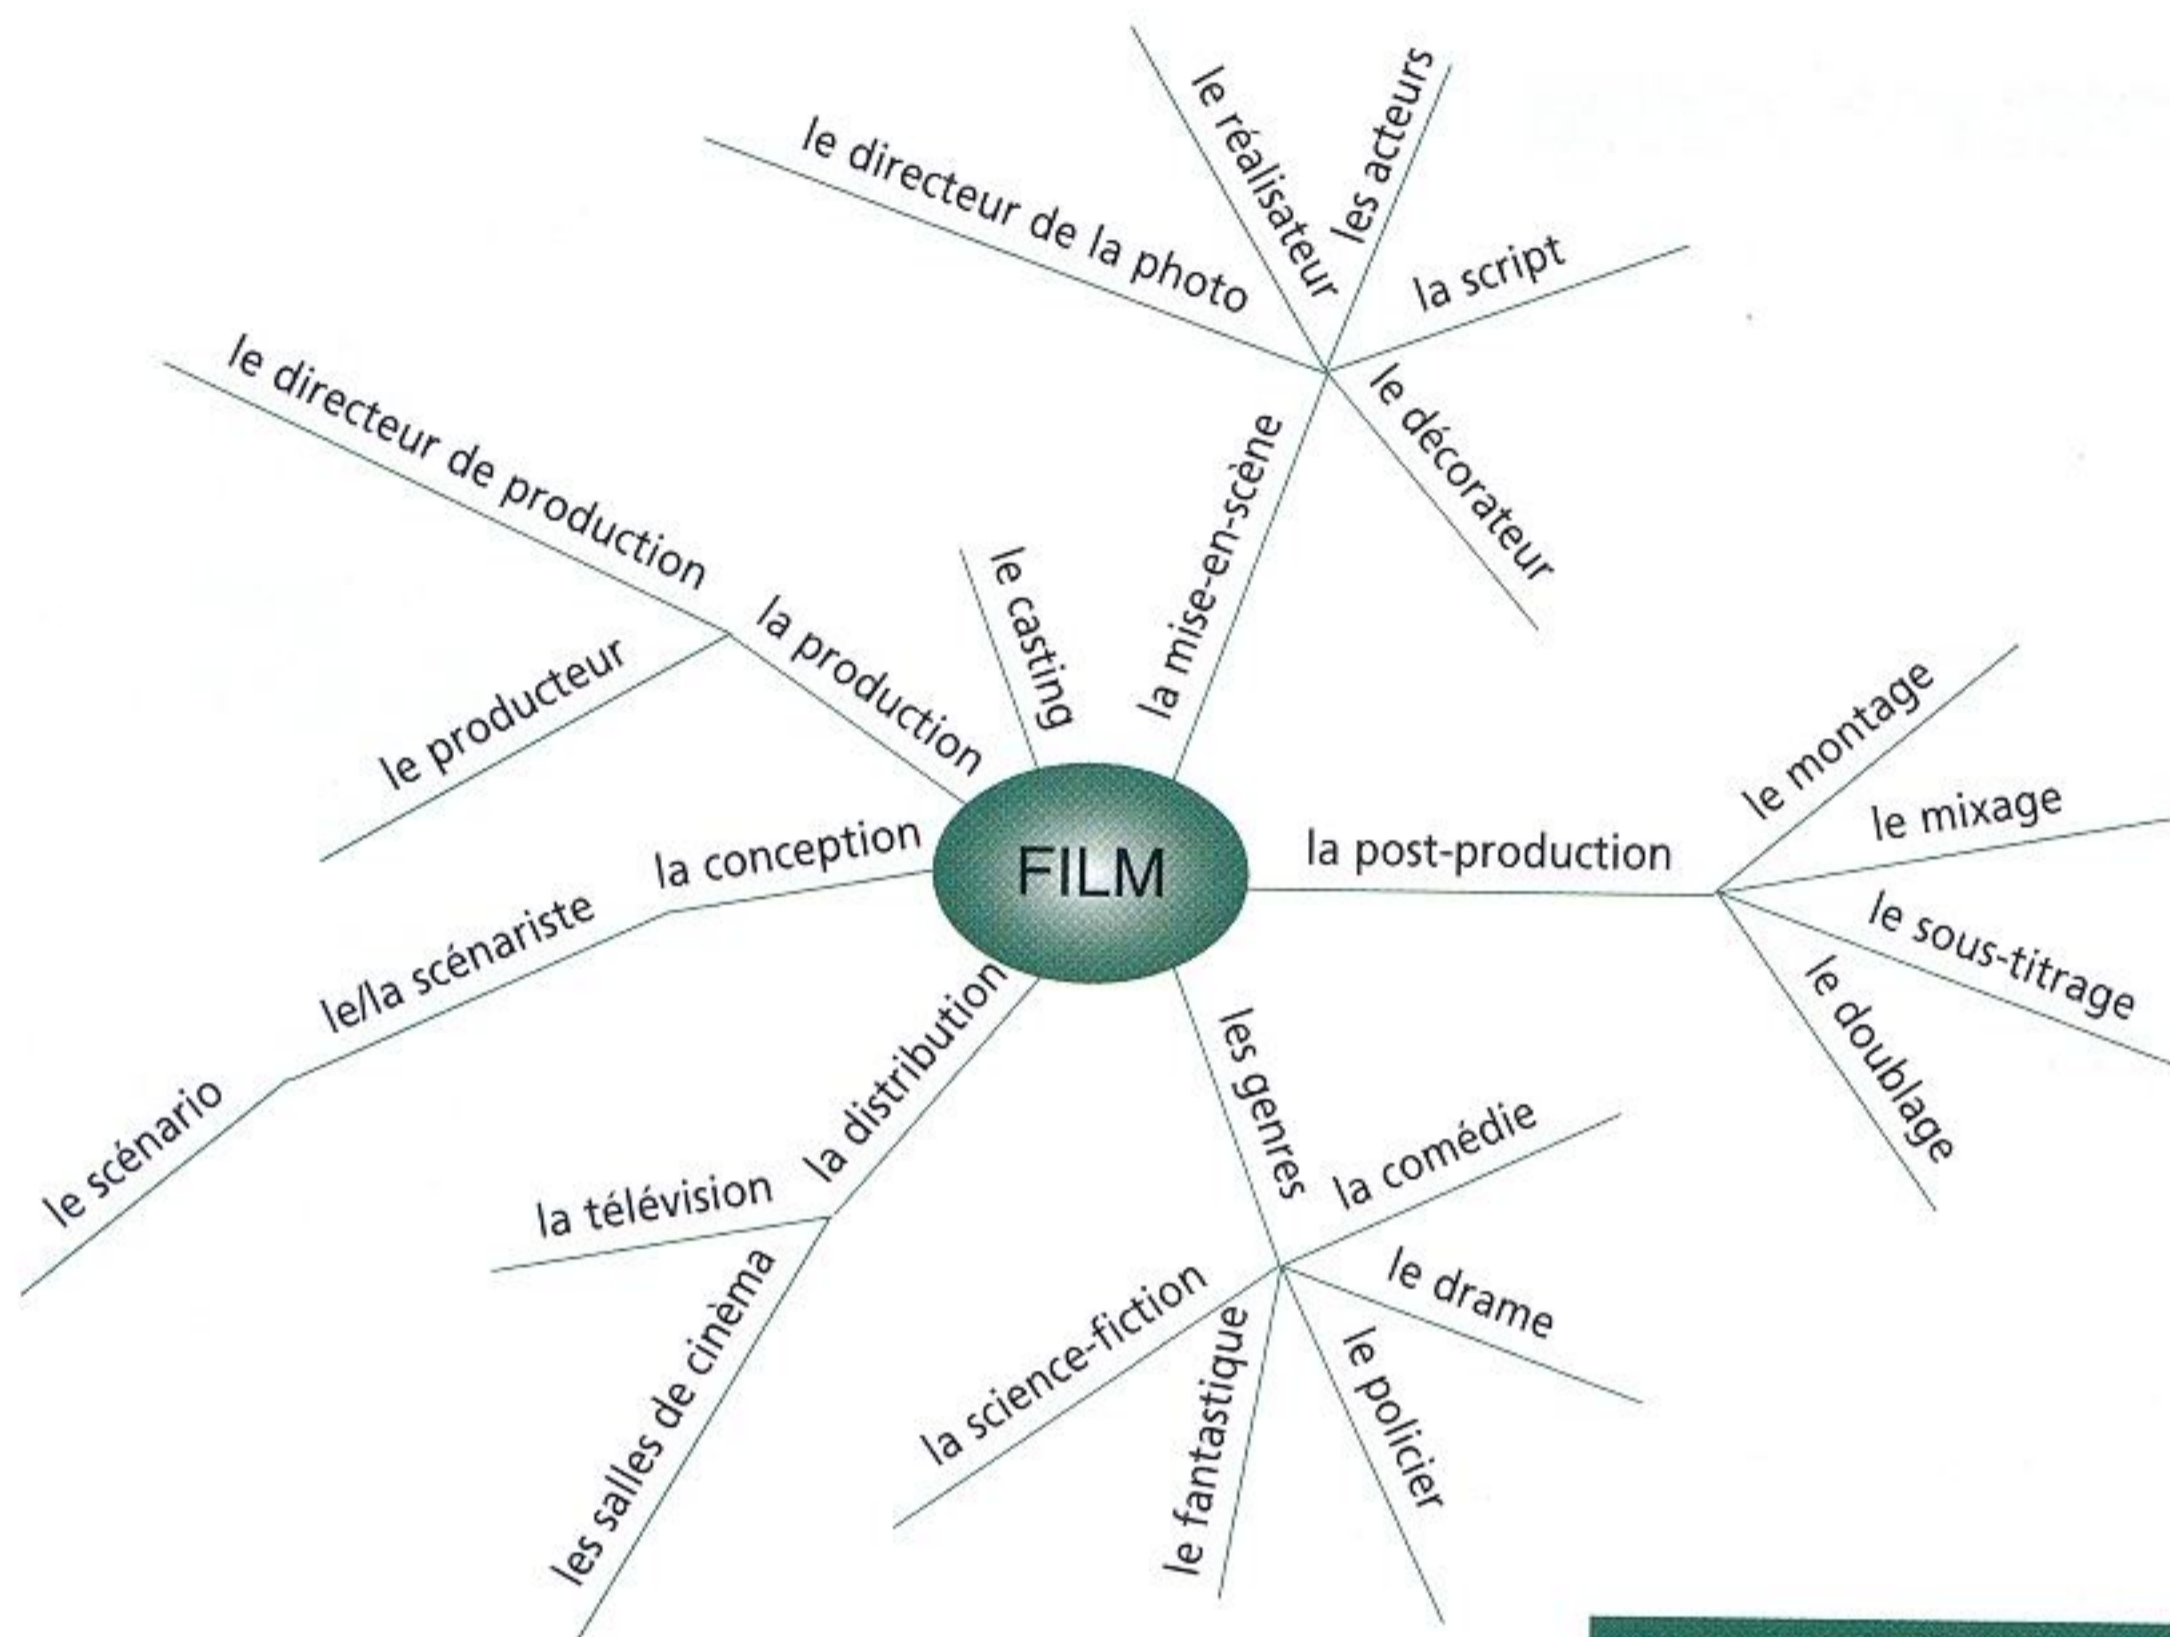 FILM
la mise-en-scène
le directeur de la photo
le réalisateur
les acteurs
la script
le décorateur
la post-production
le montage
le mixage
le sous-titrage
le doublage
les genres
la comédie
le drame
le policier
le fantastique
la science-fiction
la distribution
la télévision
les salles de cinèma
la conception
le/la scénariste
le scénario
la production
le directeur de production
le producteur
le casting